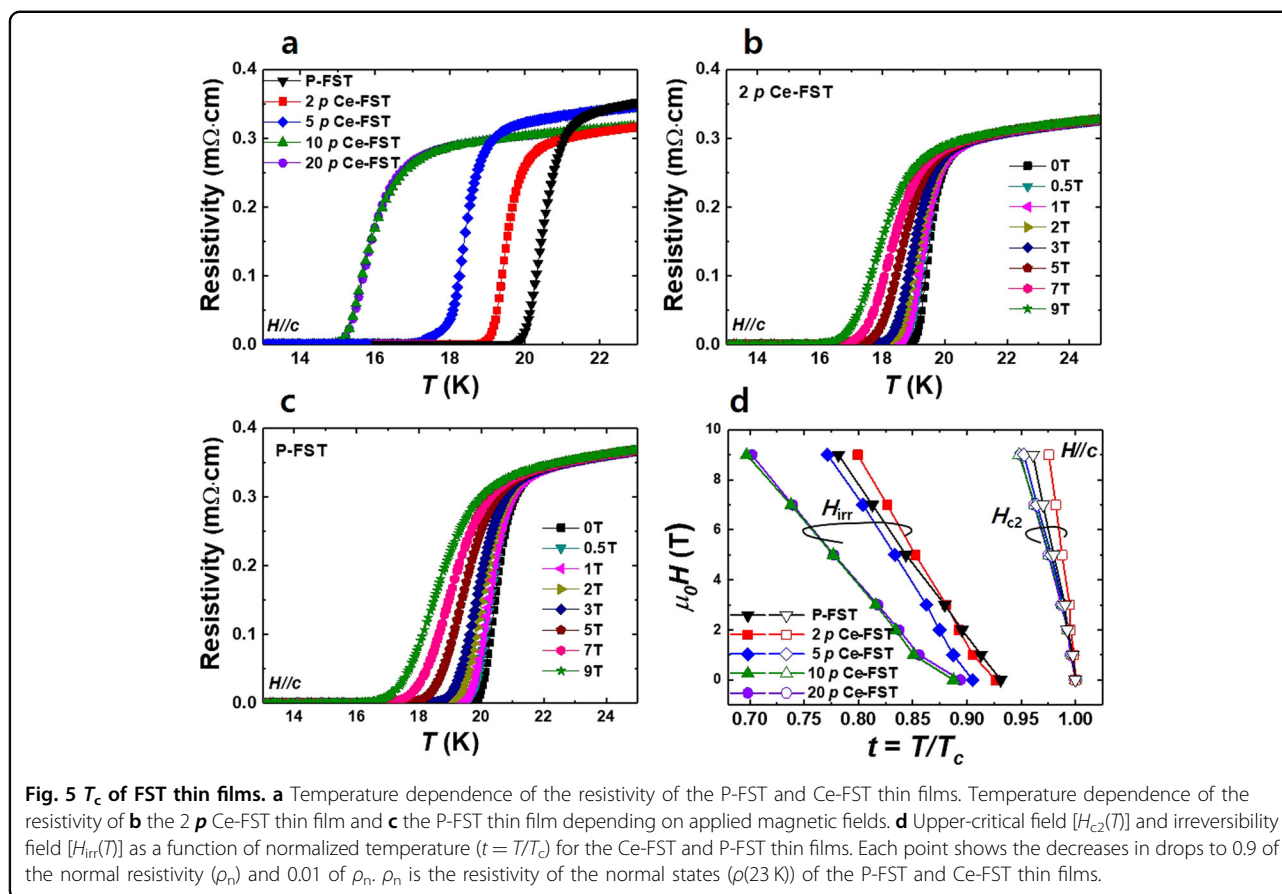 a
0.4
0.3
0.2
0.1
0.0
Resistivity (mΩ·cm)
P-FST
2 p Ce-FST
5 p Ce-FST
10 p Ce-FST
20 p Ce-FST
H//c
14 16 18 20 22
T (K)
b
0.4
0.3
0.2
0.1
0.0
Resistivity (mΩ·cm)
2 p Ce-FST
0T
0.5T
1T
2T
3T
5T
7T
9T
H//c
14 16 18 20 22 24
T (K)
c
0.4
0.3
0.2
0.1
0.0
Resistivity (mΩ·cm)
P-FST
0T
0.5T
1T
2T
3T
5T
7T
9T
H//c
14 16 18 20 22 24
T (K)
d
10
8
6
4
2
0
μ0H (T)
H//c
Hirr
Hc2
P-FST
2 p Ce-FST
5 p Ce-FST
10 p Ce-FST
20 p Ce-FST
0.70 0.75 0.80 0.85 0.90 0.95 1.00
t = T/Tc
Fig. 5 Tc of FST thin films. a Temperature dependence of the resistivity of the P-FST and Ce-FST thin films. Temperature dependence of the
resistivity of b the 2 p Ce-FST thin film and c the P-FST thin film depending on applied magnetic fields. d Upper-critical field [Hc2(T)] and irreversibility
field [Hirr(T)] as a function of normalized temperature (t = T/Tc) for the Ce-FST and P-FST thin films. Each point shows the decreases in drops to 0.9 of
the normal resistivity (ρn) and 0.01 of ρn. ρn is the resistivity of the normal states (ρ(23 K)) of the P-FST and Ce-FST thin films.